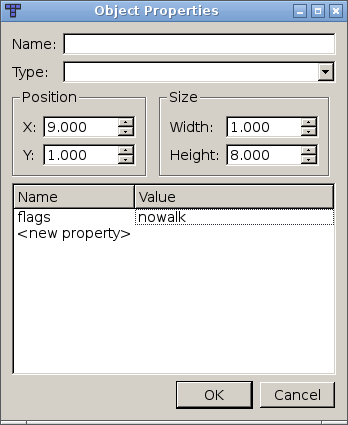 Object Properties
Name:
Type:
Position
Size
X: 9.000
Width: 1.000
Y: 1.000
Height: 8.000
Name Value
flags nowalk
<new property>
OK Cancel